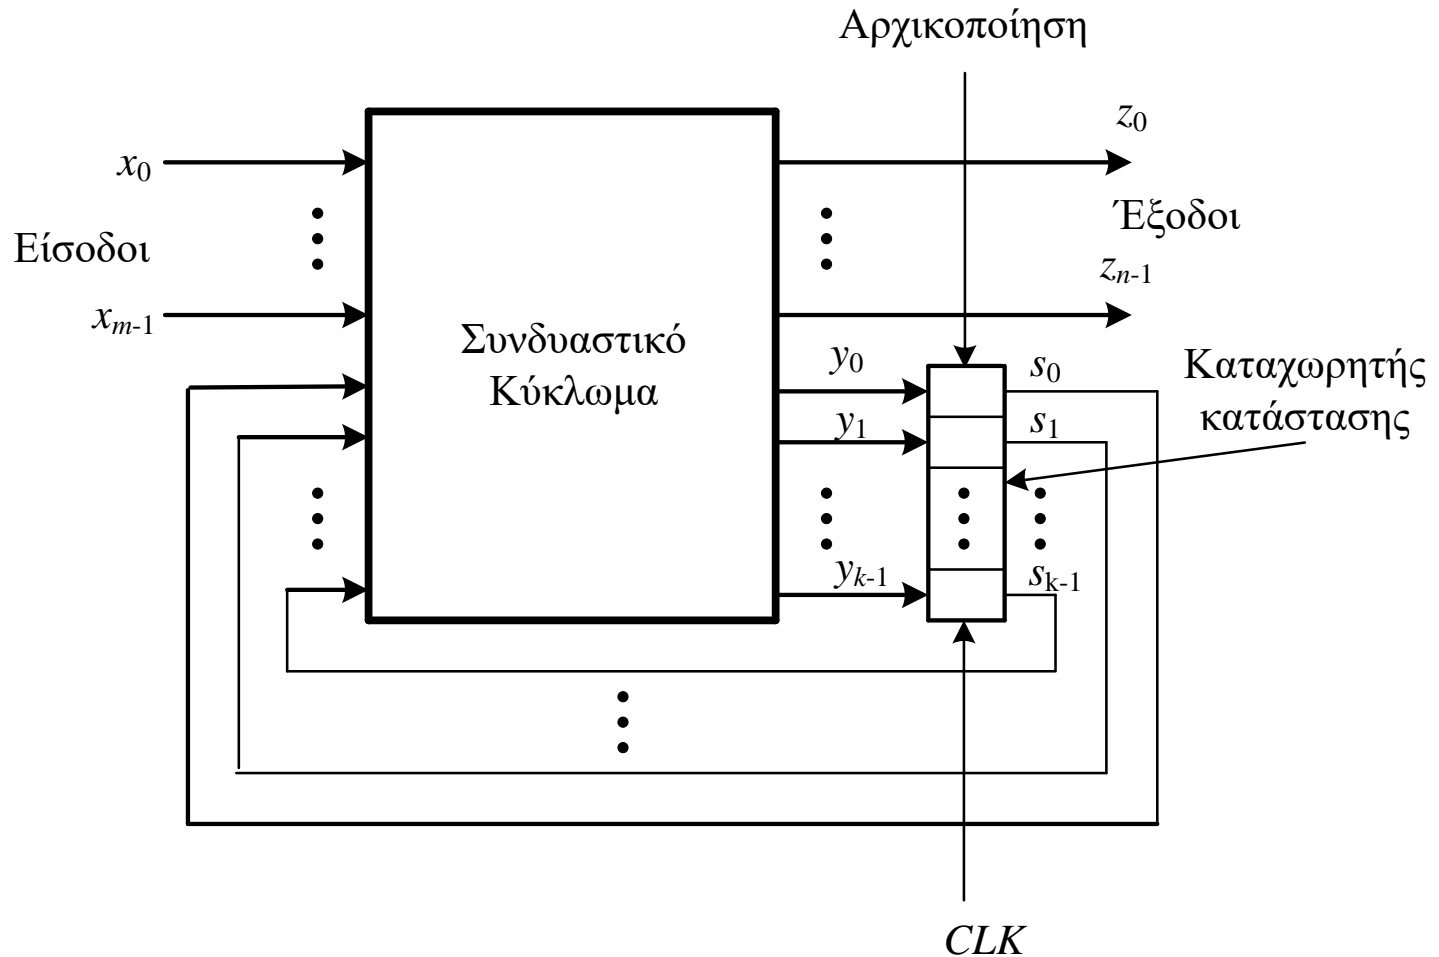 Αρχικοποίηση
z0
x0
Έξοδοι
Είσοδοι
zn-1
xm-1
Συνδυαστικό
Κύκλωμα
y0
s0
Καταχωρητής
κατάστασης
y1
s1
yk-1
sk-1
CLK